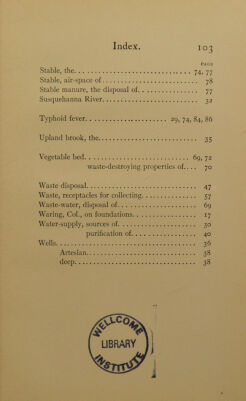 Index. 103
PAGE
Stable, the. . . . . . . . . . . . . . . . . . . . . . . . . . . . . 74, 77
Stable, air-space of. . . . . . . . . . . . . . . . . . . . . . . 78
Stable manure, the disposal of. . . . . . . . . . . . . . . 77
Susquehanna River. . . . . . . . . . . . . . . . . . . . . . . 32
Typhoid fever. . . . . . . . . . . . . . . . . . . . 29, 74, 84, 86
Upland brook, the. . . . . . . . . . . . . . . . . . . . . . . . 35
Vegetable bed. . . . . . . . . . . . . . . . . . . . . . . . . . 69, 72
waste-destroying properties of. . . . 70
Waste disposal. . . . . . . . . . . . . . . . . . . . . . . . . . . 47
Waste, receptacles for collecting. . . . . . . . . . . . . . 57
Waste-water, disposal of. . . . . . . . . . . . . . . . . . . . 69
Waring, Col., on foundations. . . . . . . . . . . . . . . . 17
Water-supply, sources of. . . . . . . . . . . . . . . . . . . . 30
purification of. . . . . . . . . . . . . . . . . 40
Wells. . . . . . . . . . . . . . . . . . . . . . . . . . . . . . . . . . 36
Artesian. . . . . . . . . . . . . . . . . . . . . . . . . . . . 38
deep. . . . . . . . . . . . . . . . . . . . . . . . . . . . . . . 38
WELLCOME
LIBRARY
INSTITUTE